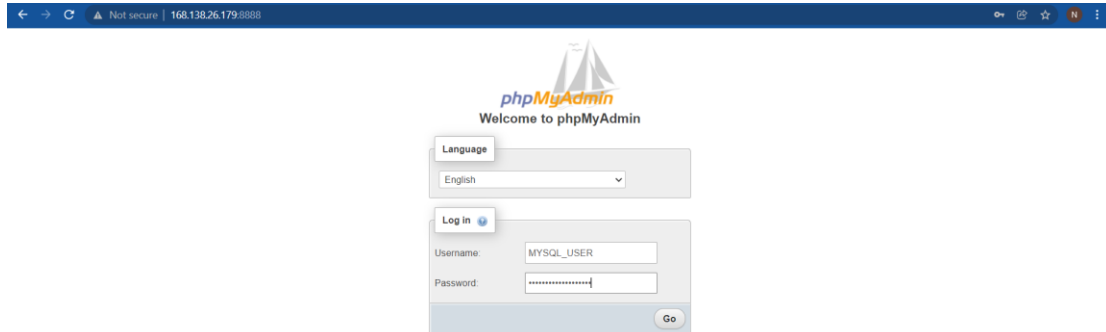 Not secure | 168.138.26.179:8888
N
phpMyAdmin
Welcome to phpMyAdmin
Language
English
Log in
Username: MYSQL_USER
Password: •••••••••••••••••••
Go